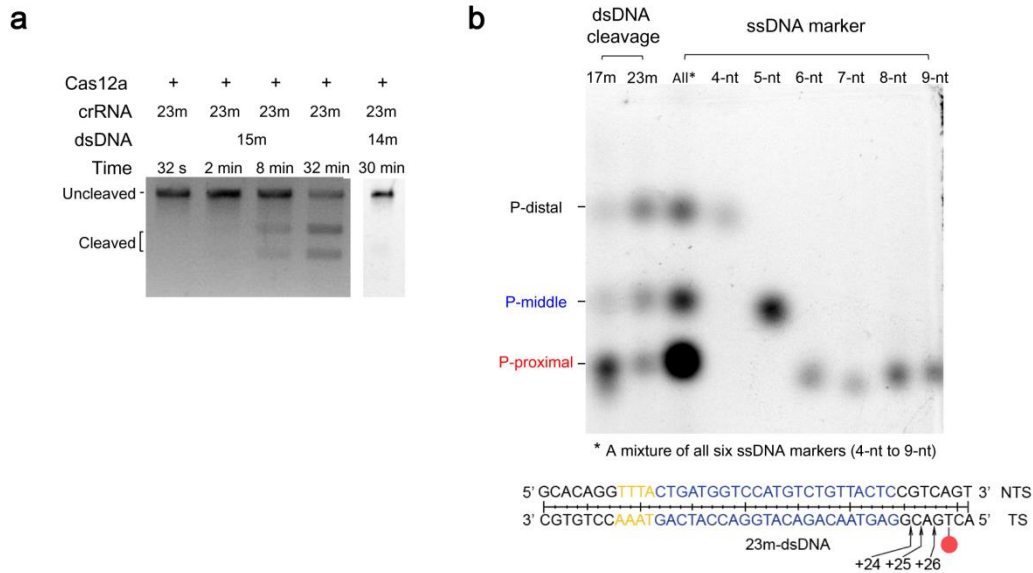 a
Cas12a + + + + +
crRNA 23m 23m 23m 23m 23m
dsDNA 15m 14m
Time 32 s 2 min 8 min 32 min 30 min
Uncleaved
Cleaved
b
dsDNA cleavage
ssDNA marker
17m 23m All* 4-nt 5-nt 6-nt 7-nt 8-nt 9-nt
P-distal
P-middle
P-proximal
* A mixture of all six ssDNA markers (4-nt to 9-nt)
5' GCACAGGTTTACTGATGGTCCATGTCTGTTACTCCGTCAGT 3' NTS
3' CGTGTCCAAATGACTACCAGGTACAGACAATGAGGCAGTCA 5' TS
23m-dsDNA
+24 +25 +26